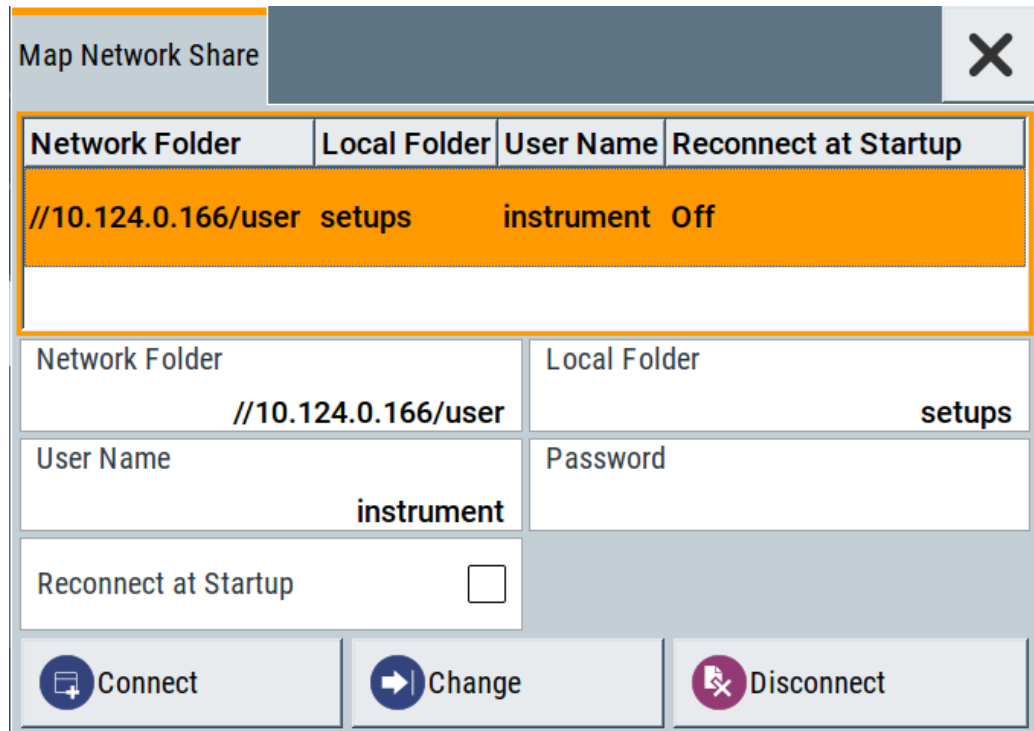 Map Network Share
Network Folder Local Folder User Name Reconnect at Startup
//10.124.0.166/user setups instrument Off
Network Folder Local Folder
//10.124.0.166/user setups
User Name Password
instrument
Reconnect at Startup
Connect Change Disconnect